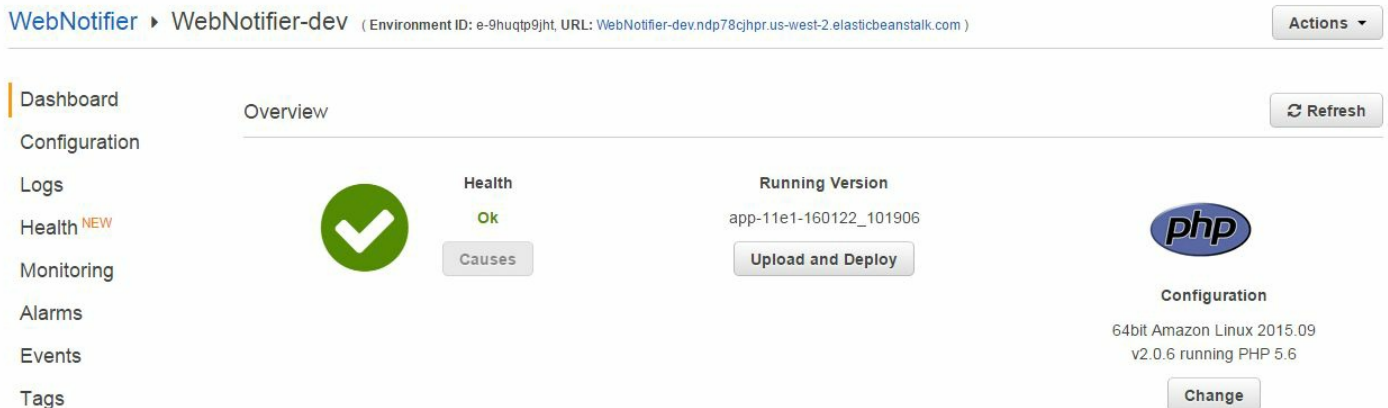 WebNotifier ▸ WebNotifier-dev ( Environment ID: e-9huqtp9jht, URL: WebNotifier-dev.ndp78cjhpr.us-west-2.elasticbeanstalk.com )
Actions
Dashboard
Configuration
Logs
Health NEW
Monitoring
Alarms
Events
Tags
Overview
Refresh
Health
Ok
Causes
Running Version
app-11e1-160122_101906
Upload and Deploy
php
Configuration
64bit Amazon Linux 2015.09
v2.0.6 running PHP 5.6
Change